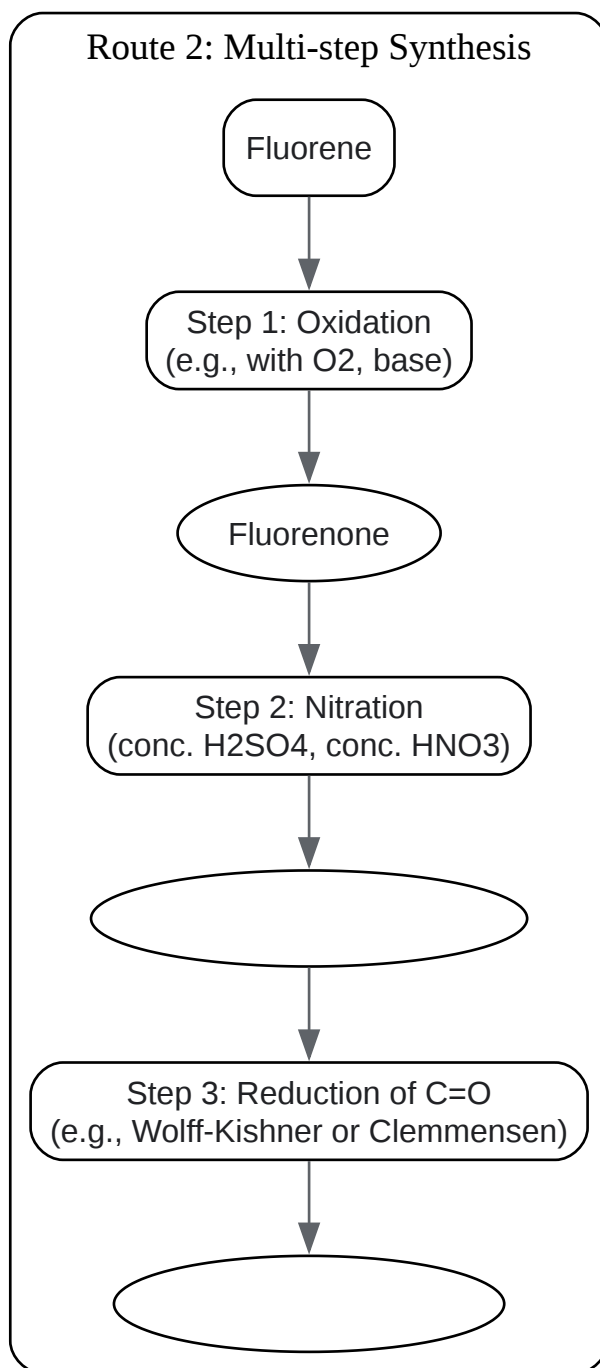 Route 2: Multi-step Synthesis
Fluorene
Step 1: Oxidation
(e.g., with O2, base)
Fluorenone
Step 2: Nitration
(conc. H2SO4, conc. HNO3)
Step 3: Reduction of C=O
(e.g., Wolff-Kishner or Clemmensen)